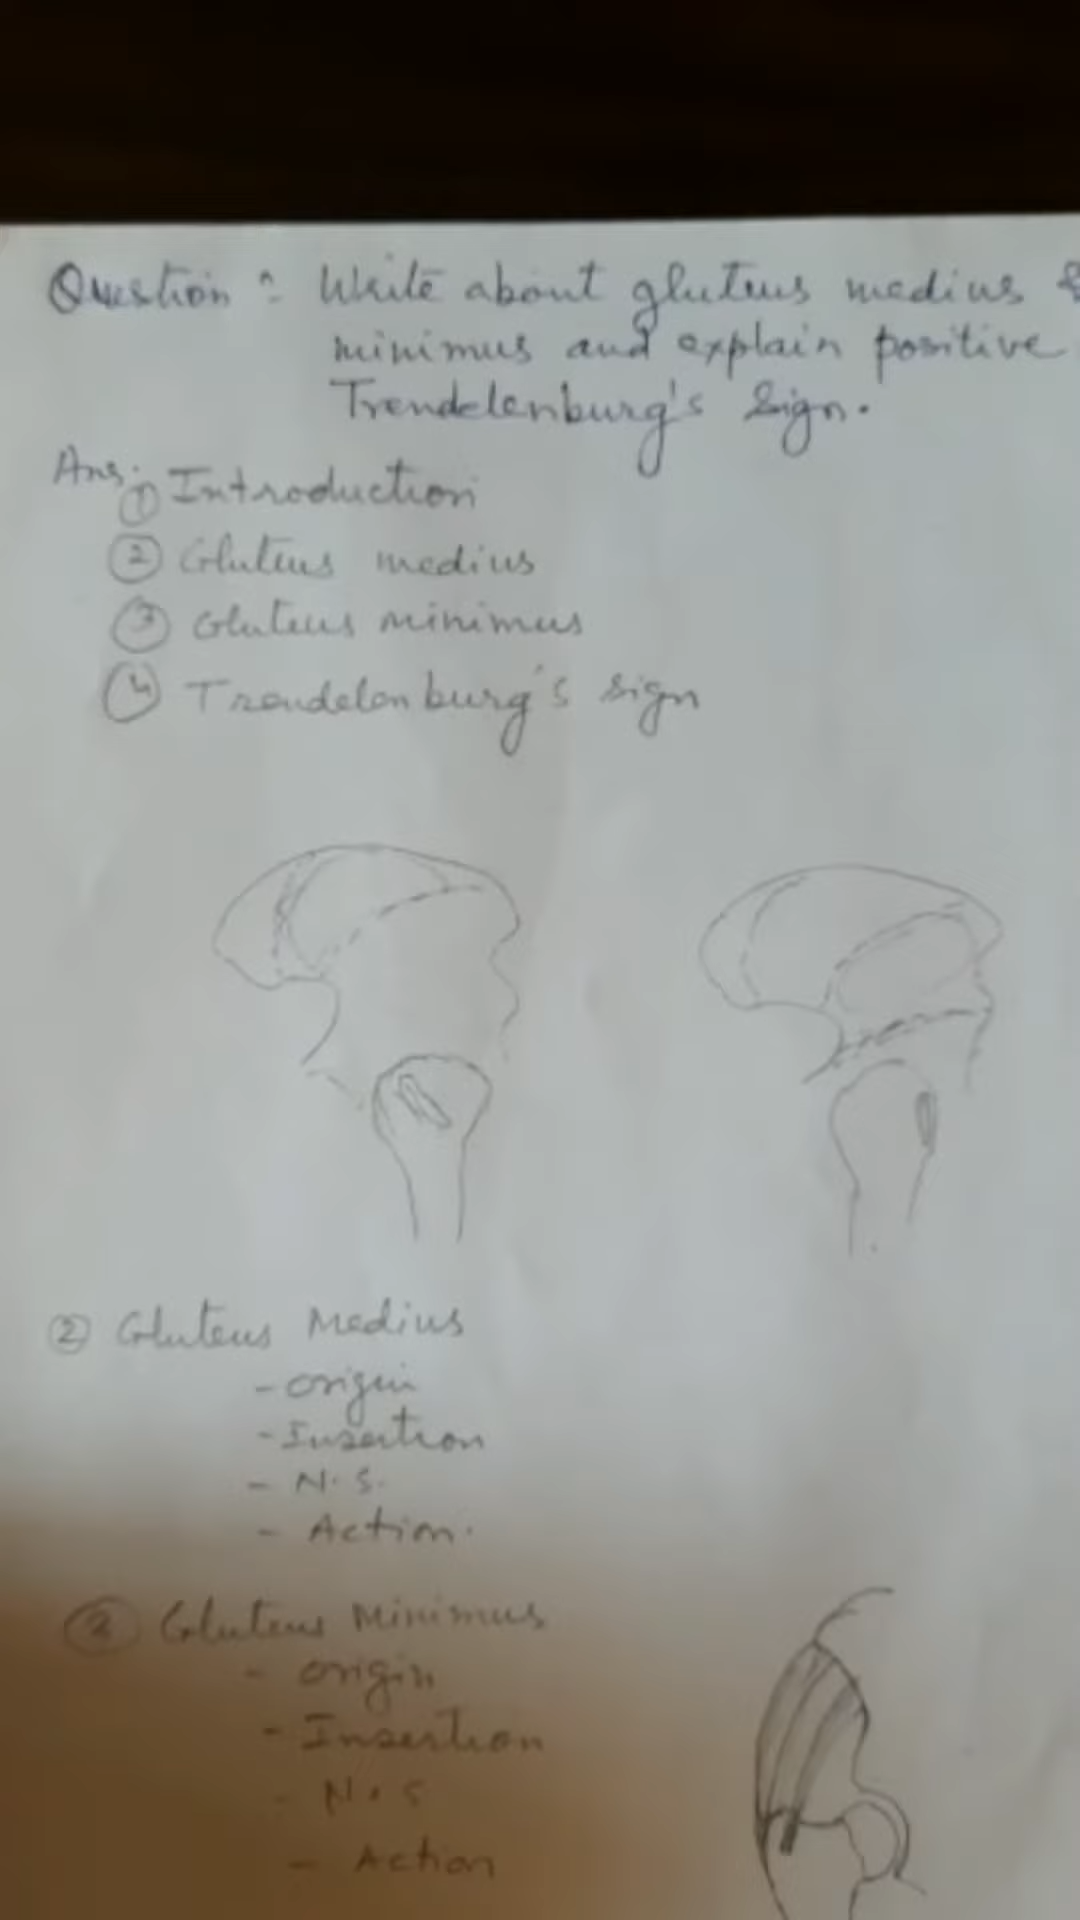 Question :- Write about gluteus medius &
minimus and explain positive
Trendelenburg's sign.
Ans:-
① Introduction
② Gluteus medius
③ Gluteus minimus
④ Trendelenburg's sign
② Gluteus Medius
- origin
- Insertion
- N.S.
- Action.
③ Gluteus Minimus
- origin
- Insertion
- N.S
- Action